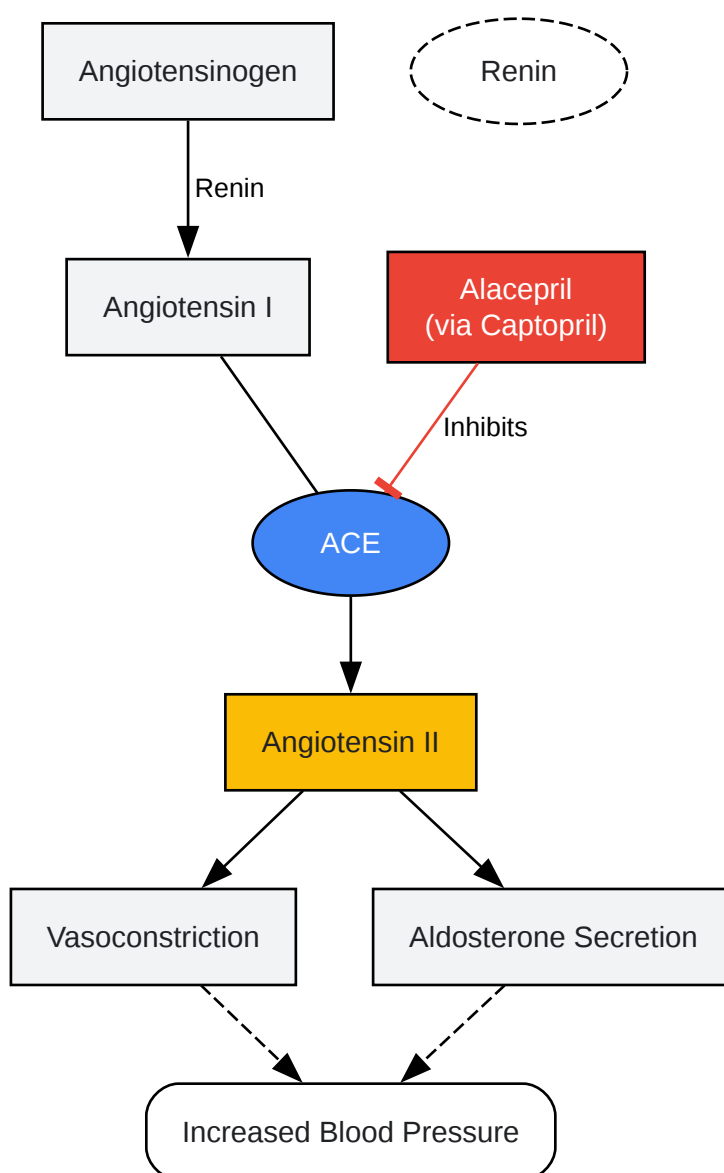 Angiotensinogen
Renin
Renin
Angiotensin I
Alacepril
(via Captopril)
Inhibits
ACE
Angiotensin II
Vasoconstriction
Aldosterone Secretion
Increased Blood Pressure